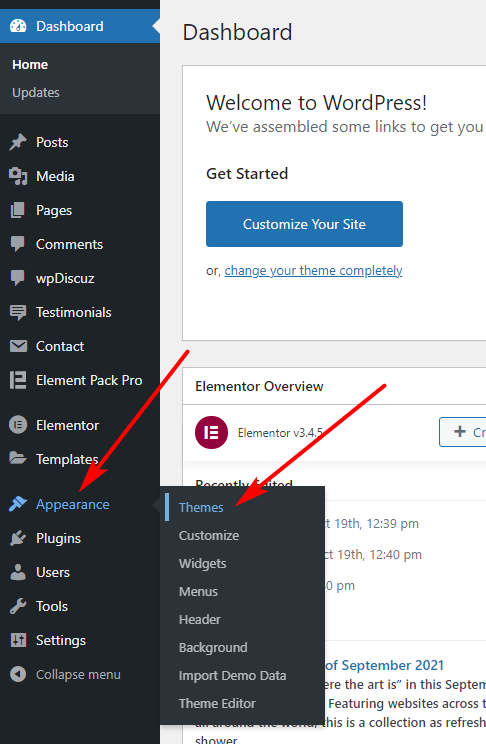 Dashboard
Home
Updates
Posts
Media
Pages
Comments
wpDiscuz
Testimonials
Contact
Element Pack Pro
Elementor
Templates
Appearance
Plugins
Users
Tools
Settings
Collapse menu
Themes
Customize
Widgets
Menus
Header
Background
Import Demo Data
Theme Editor
Dashboard
Welcome to WordPress!
We’ve assembled some links to get you
Get Started
Customize Your Site
or, change your theme completely
Elementor Overview
Elementor v3.4.5
+ Cr
Recently Edited
ct 19th, 12:39 pm
ct 19th, 12:40 pm
30 pm
of September 2021
ere the art is” in this Septem
Featuring websites across t
all around the world, this is a collection as refresh
shower